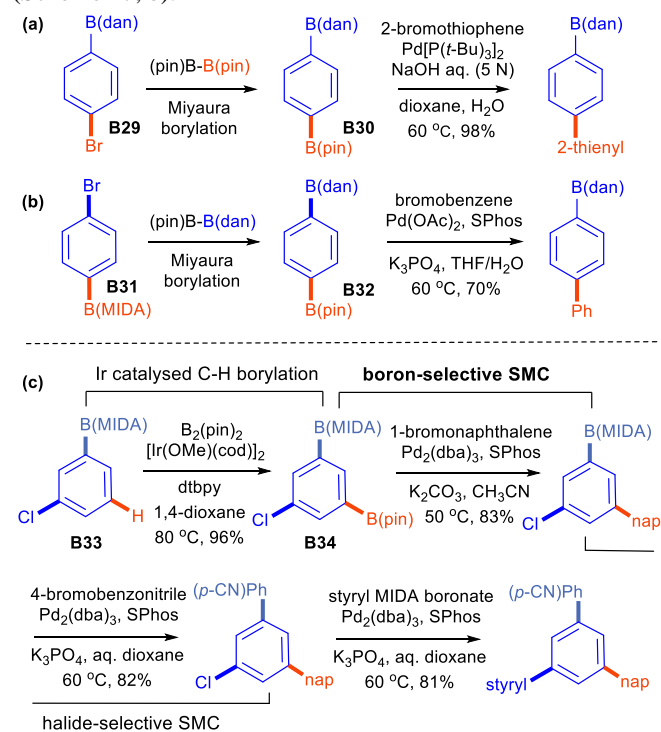 (a)
B(dan)
Br
B29
(pin)B-B(pin)
Miyaura
borylation
B(dan)
B30
B(pin)
2-bromothiophene
Pd[P(t-Bu)3]2
NaOH aq. (5 N)
dioxane, H2O
60 ºC, 98%
B(dan)
2-thienyl
(b)
Br
B31
B(MIDA)
(pin)B-B(dan)
Miyaura
borylation
B(dan)
B32
B(pin)
bromobenzene
Pd(OAc)2, SPhos
K3PO4, THF/H2O
60 ºC, 70%
B(dan)
Ph
(c)
Ir catalysed C-H borylation
boron-selective SMC
B(MIDA)
Cl
H
B33
B2(pin)2
[Ir(OMe)(cod)]2
dtbpy
1,4-dioxane
80 ºC, 96%
B(MIDA)
Cl
B(pin)
B34
1-bromonaphthalene
Pd2(dba)3, SPhos
K2CO3, CH3CN
50 ºC, 83%
B(MIDA)
Cl
nap
4-bromobenzonitrile
Pd2(dba)3, SPhos
K3PO4, aq. dioxane
60 ºC, 82%
(p-CN)Ph
Cl
nap
halide-selective SMC
styryl MIDA boronate
Pd2(dba)3, SPhos
K3PO4, aq. dioxane
60 ºC, 81%
(p-CN)Ph
styryl
nap